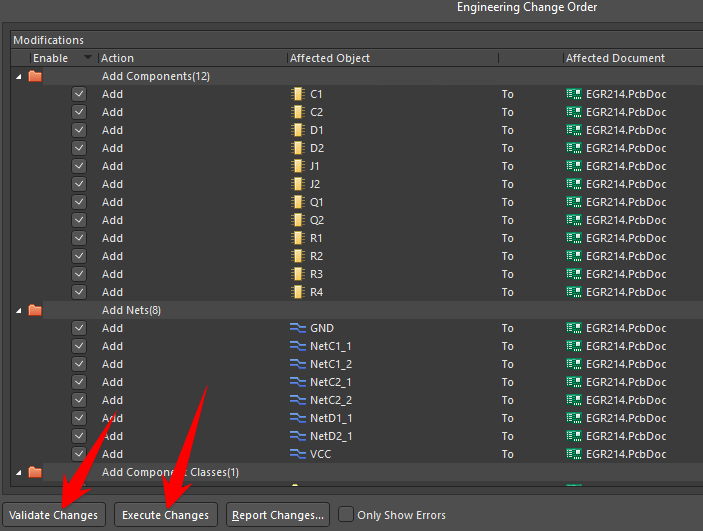 Engineering Change Order
Modifications
Enable Action Affected Object Affected Document
Add Components(12)
Add C1 To EGR214.PcbDoc
Add C2 To EGR214.PcbDoc
Add D1 To EGR214.PcbDoc
Add D2 To EGR214.PcbDoc
Add J1 To EGR214.PcbDoc
Add J2 To EGR214.PcbDoc
Add Q1 To EGR214.PcbDoc
Add Q2 To EGR214.PcbDoc
Add R1 To EGR214.PcbDoc
Add R2 To EGR214.PcbDoc
Add R3 To EGR214.PcbDoc
Add R4 To EGR214.PcbDoc
Add Nets(8)
Add GND To EGR214.PcbDoc
Add NetC1_1 To EGR214.PcbDoc
Add NetC1_2 To EGR214.PcbDoc
Add NetC2_1 To EGR214.PcbDoc
Add NetC2_2 To EGR214.PcbDoc
Add NetD1_1 To EGR214.PcbDoc
Add NetD2_1 To EGR214.PcbDoc
Add VCC To EGR214.PcbDoc
Add Component Classes(1)
Validate Changes Execute Changes Report Changes... Only Show Errors